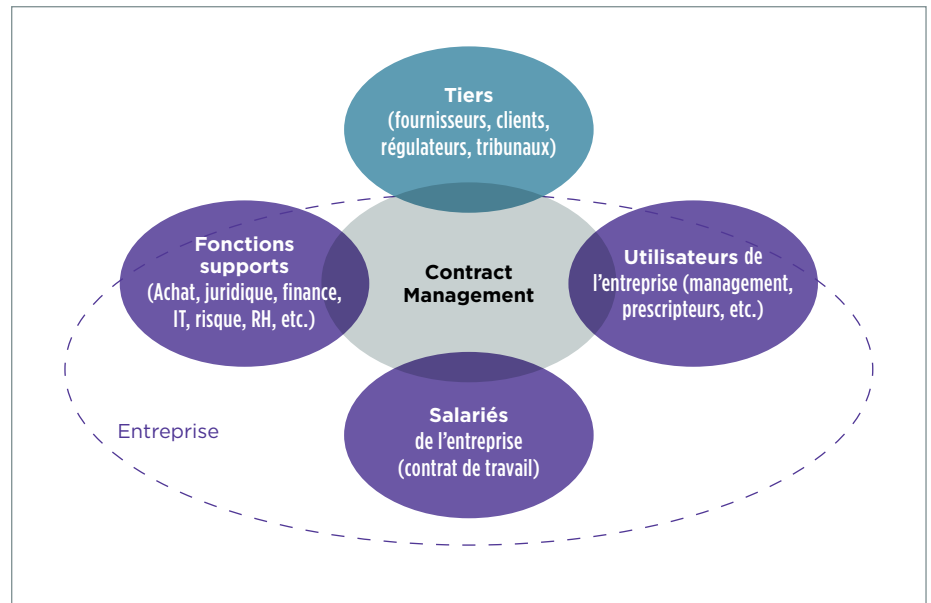 Tiers
(fournisseurs, clients,
régulateurs, tribunaux)
Fonctions
supports
(Achat, juridique, finance,
IT, risque, RH, etc.)
Contract
Management
Utilisateurs de
l’entreprise (management,
prescripteurs, etc.)
Salariés
de l’entreprise
(contrat de travail)
Entreprise